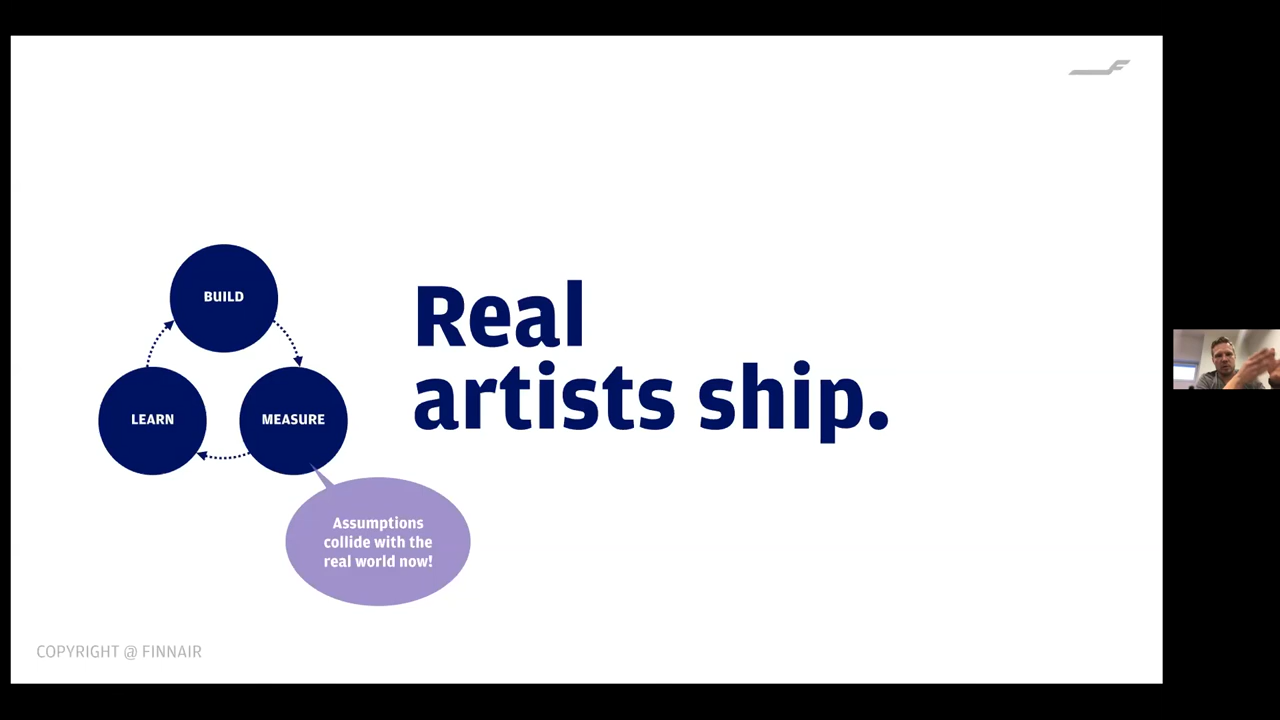 BUILD
LEARN
MEASURE
Real
artists ship.
Assumptions
collide with the
real world now!
COPYRIGHT @ FINNAIR